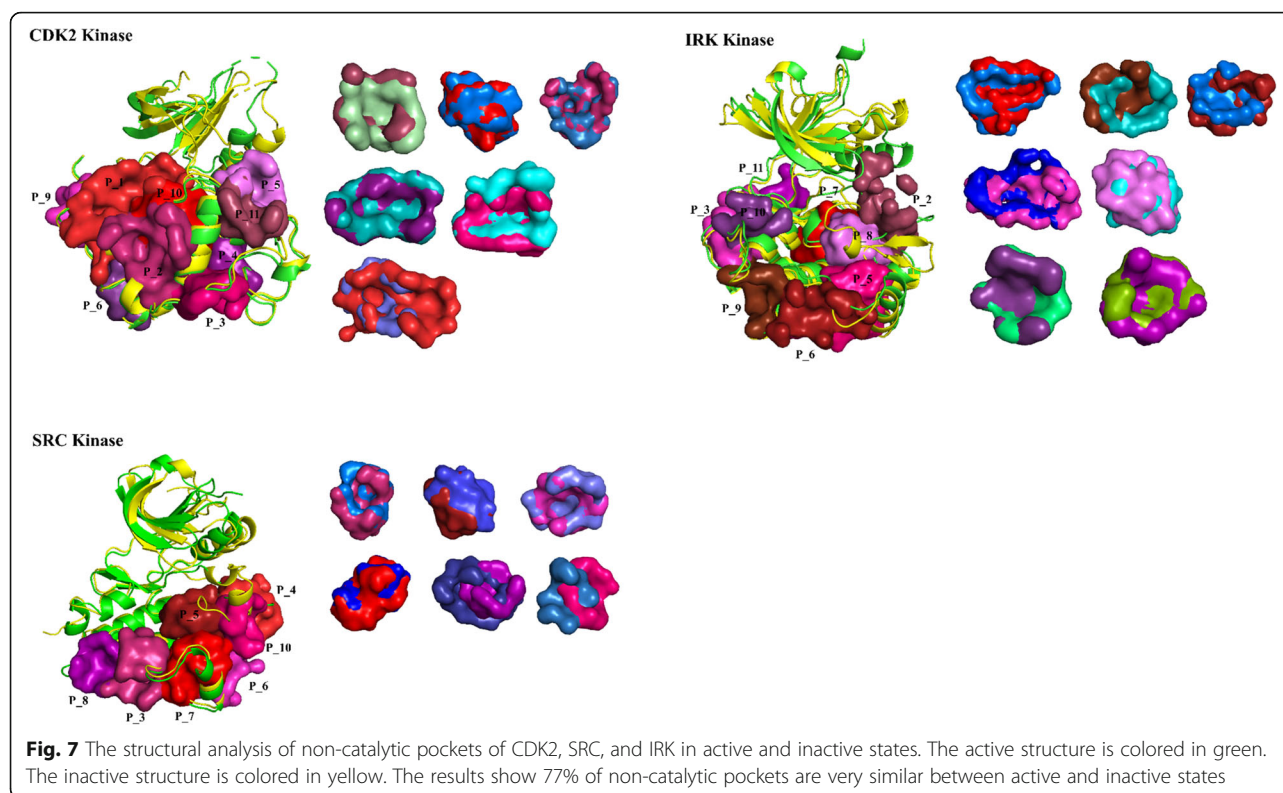 CDK2 Kinase
P_9
P_1
P_10
P_5
P_11
P_2
P_4
P_6
P_3
IRK Kinase
P_11
P_7
P_2
P_3
P_10
P_8
P_5
P_9
P_6
SRC Kinase
P_4
P_5
P_10
P_8
P_6
P_3
P_7
Fig. 7 The structural analysis of non-catalytic pockets of CDK2, SRC, and IRK in active and inactive states. The active structure is colored in green.
The inactive structure is colored in yellow. The results show 77% of non-catalytic pockets are very similar between active and inactive states